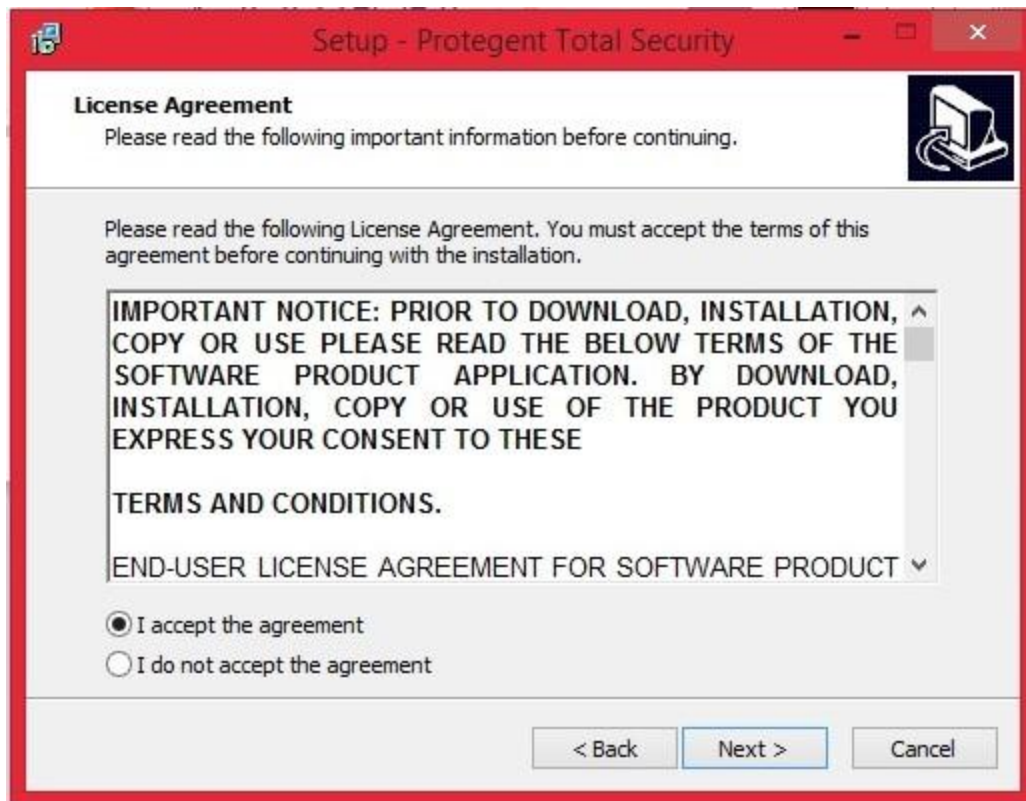 Setup - Protegent Total Security
License Agreement
Please read the following important information before continuing.
Please read the following License Agreement. You must accept the terms of this
agreement before continuing with the installation.
IMPORTANT NOTICE: PRIOR TO DOWNLOAD, INSTALLATION,
COPY OR USE PLEASE READ THE BELOW TERMS OF THE
SOFTWARE PRODUCT APPLICATION. BY DOWNLOAD,
INSTALLATION, COPY OR USE OF THE PRODUCT YOU
EXPRESS YOUR CONSENT TO THESE
TERMS AND CONDITIONS.
END-USER LICENSE AGREEMENT FOR SOFTWARE PRODUCT
I accept the agreement
I do not accept the agreement
< Back Next > Cancel